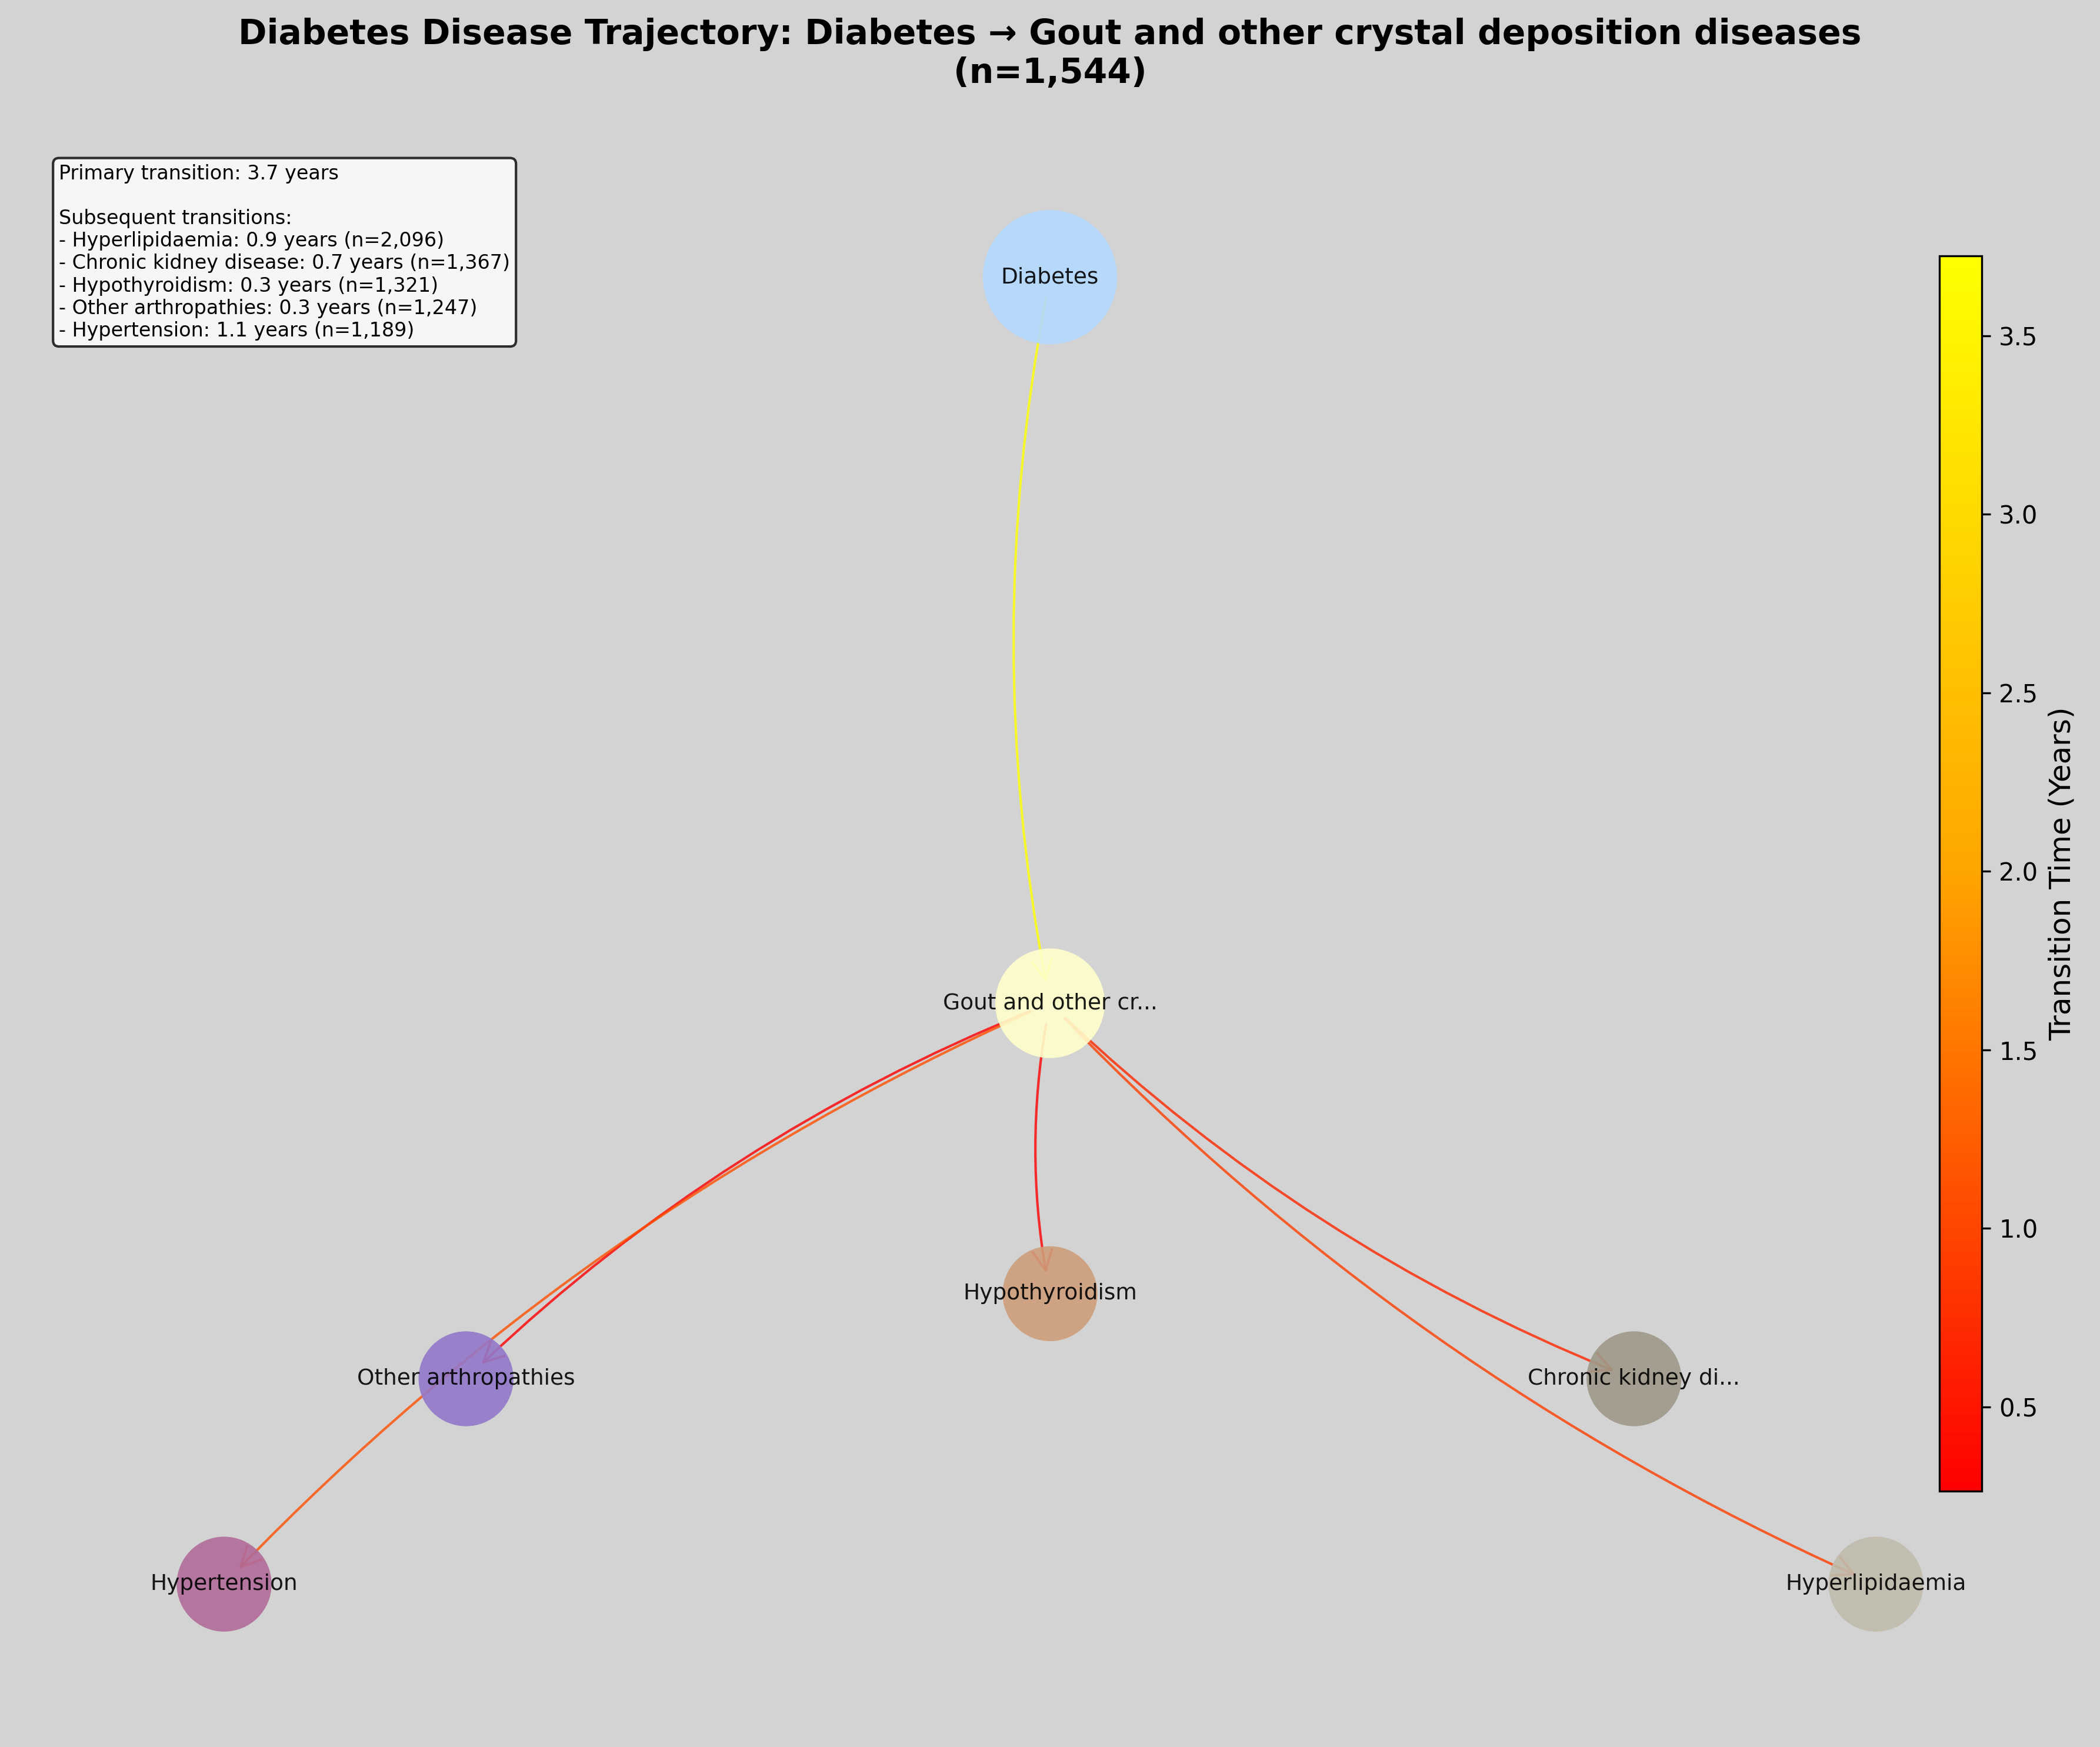 Diabetes Disease Trajectory: Diabetes → Gout and other crystal deposition diseases
(n=1,544)
Primary transition: 3.7 years
Subsequent transitions:
- Hyperlipidaemia: 0.9 years (n=2,096)
- Chronic kidney disease: 0.7 years (n=1,367)
- Hypothyroidism: 0.3 years (n=1,321)
- Other arthropathies: 0.3 years (n=1,247)
- Hypertension: 1.1 years (n=1,189)
Diabetes
Gout and other cr...
Hypothyroidism
Other arthropathies
Chronic kidney di...
Hypertension
Hyperlipidaemia
3.5
3.0
2.5
2.0
1.5
1.0
0.5
Transition Time (Years)